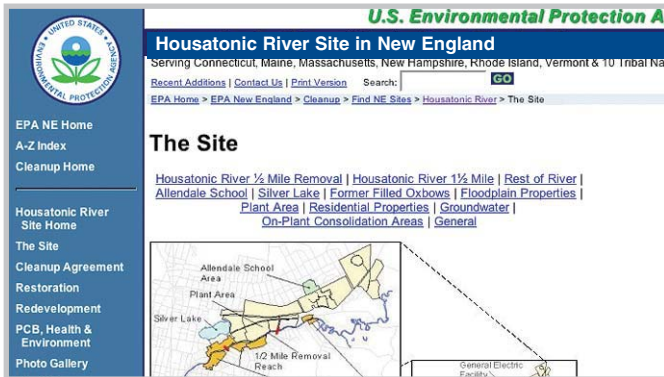 UNITED STATES
ENVIRONMENTAL PROTECTION AGENCY
U.S. Environmental Protection A
Housatonic River Site in New England
Serving Connecticut, Maine, Massachusetts, New Hampshire, Rhode Island, Vermont & 10 Tribal Na
Recent Additions | Contact Us | Print Version Search: GO
EPA Home > EPA New England > Cleanup > Find NE Sites > Housatonic River > The Site
EPA NE Home
A-Z Index
Cleanup Home
Housatonic River
Site Home
The Site
Cleanup Agreement
Restoration
Redevelopment
PCB, Health &
Environment
Photo Gallery
The Site
Housatonic River ½ Mile Removal | Housatonic River 1½ Mile | Rest of River |
Allendale School | Silver Lake | Former Filled Oxbows | Floodplain Properties |
Plant Area | Residential Properties | Groundwater |
On-Plant Consolidation Areas | General
Allendale School
Area
Plant Area
Silver Lake
1/2 Mile Removal
Reach
General Electric
Facility